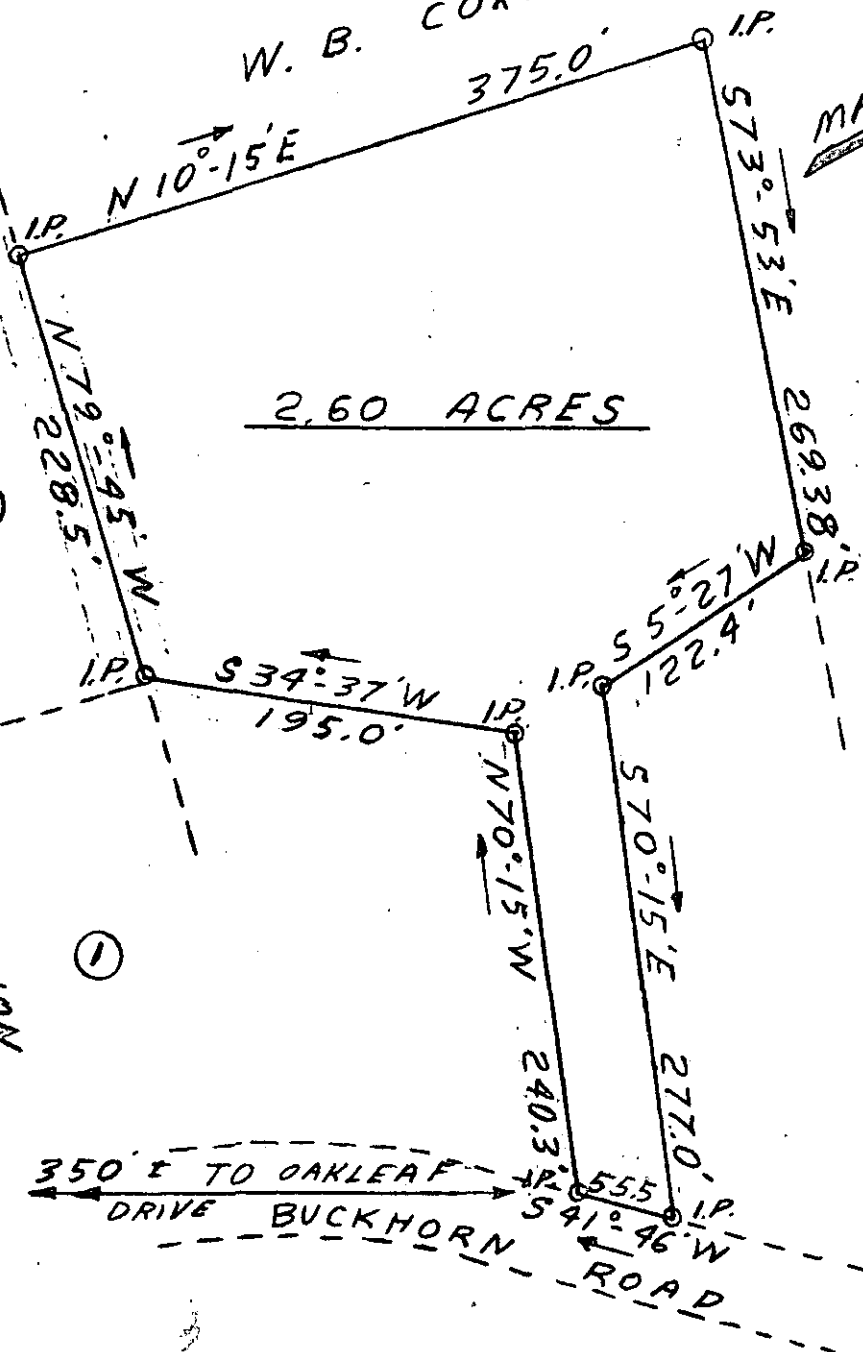 W. B.
I.P.
375.0'
N 10°-15' E
I.P.
S 73°-53' E
269.38'
I.P.
N 79°-45' W
228.5'
2.60 ACRES
S 5°-27' W
122.4'
I.P.
I.P.
S 34°-37' W
195.0'
I.P.
N 70°-15' W
240.3'
S 70°-15' E
277.0'
1
350' ± TO OAKLEAF
DRIVE
I.P.
55.5
I.P.
S 41°-46' W
BUCKHORN ROAD